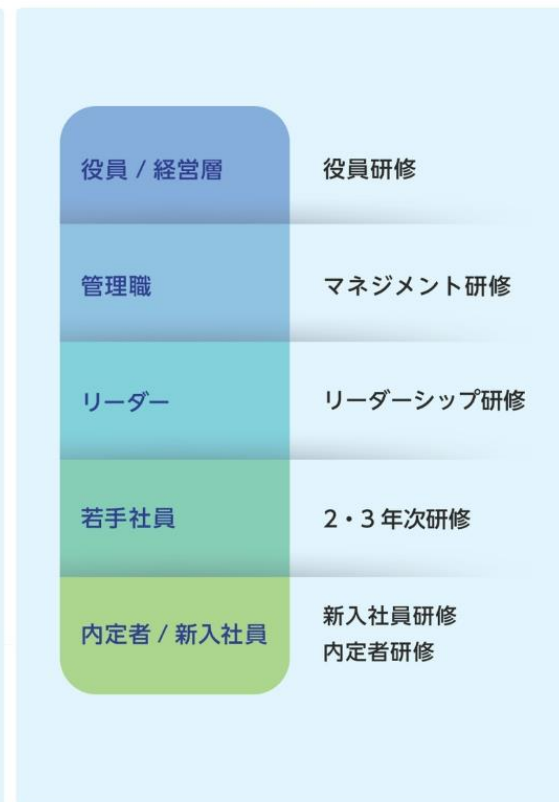 役員 / 経営層
役員研修
管理職
マネジメント研修
リーダー
リーダーシップ研修
若手社員
2・3年次研修
内定者 / 新入社員
新入社員研修
内定者研修